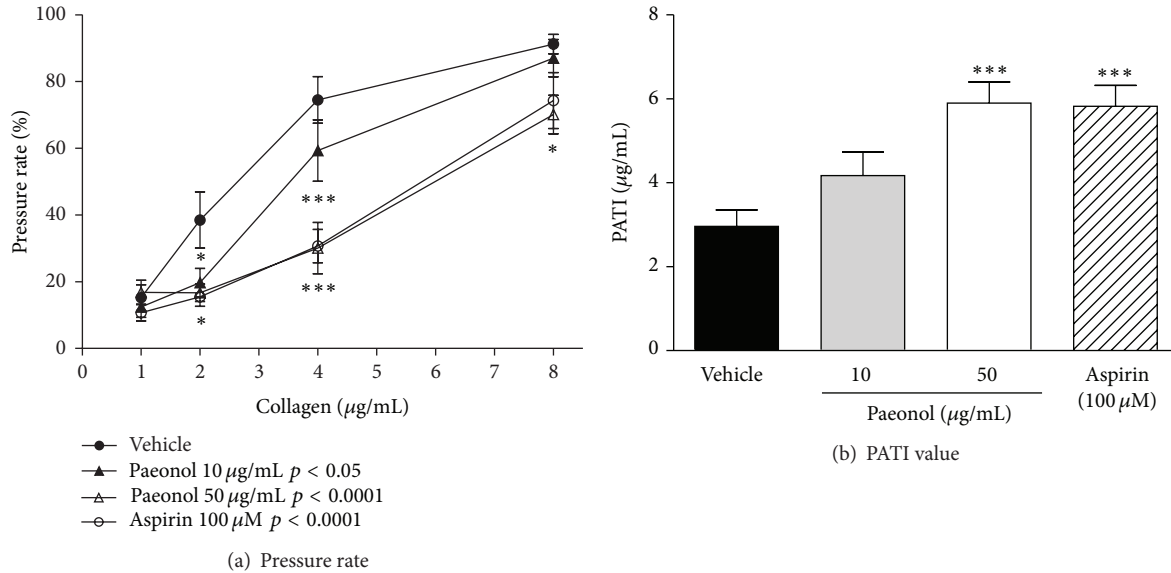 100
80
60
40
20
0
Pressure rate (%)
*
*
***
***
*
0 1 2 3 4 5 6 7 8
Collagen (μg/mL)
Vehicle
Paeonol 10 μg/mL p < 0.05
Paeonol 50 μg/mL p < 0.0001
Aspirin 100 μM p < 0.0001
(a) Pressure rate
8
6
4
2
0
PATI (μg/mL)
*** ***
Vehicle 10 50 Aspirin
(100 μM)
Paeonol (μg/mL)
(b) PATI value